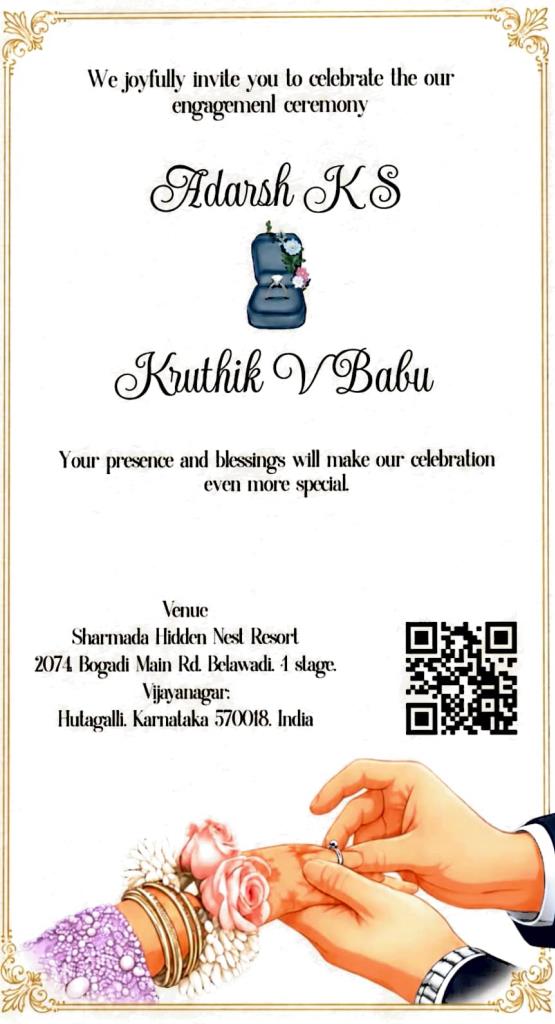 We joyfully invite you to celebrate the our
engagement ceremony
Adarsh K S
Kruthik V Babu
Your presence and blessings will make our celebration
even more special.
Venue
Sharmada Hidden Nest Resort
2074, Bogadi Main Rd, Belawadi, 4 stage,
Vijayanagar,
Hutagalli, Karnataka 570018, India